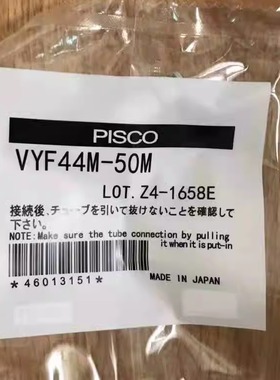 PISCO
VYF44M-50M
LOT. Z4-1658E
接続後、チューブを引いて抜けないことを確認して
下さい。
NOTE:Make sure the tube connection by pulling
it when it is put-in
*46013151*
MADE IN JAPAN